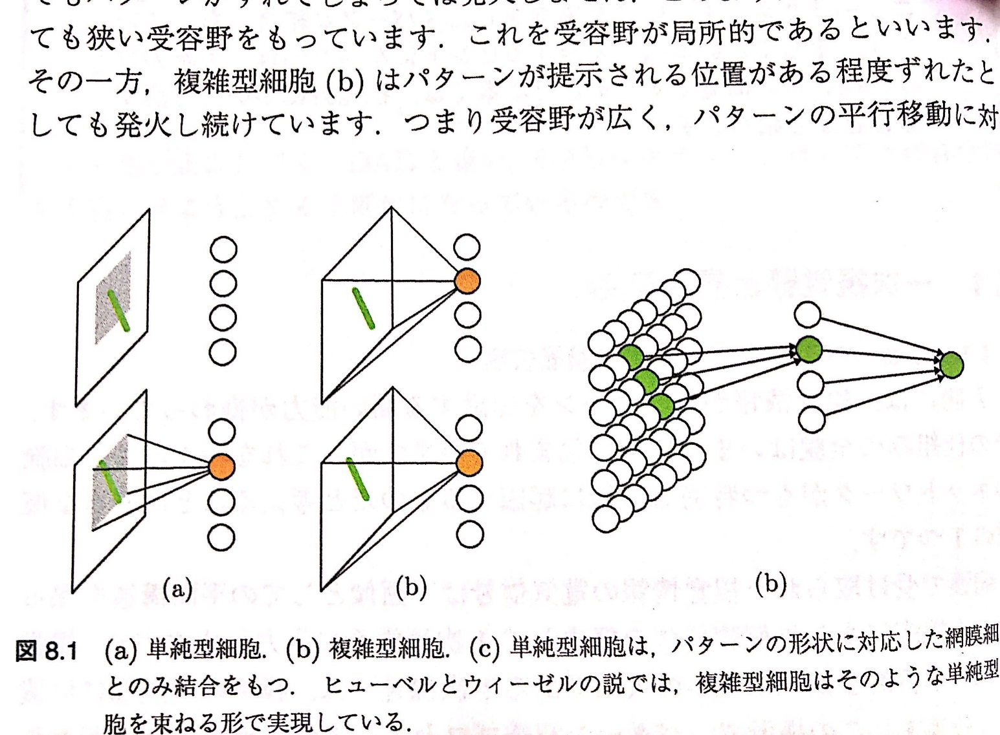 ても狭い受容野をもっています．これを受容野が局所的であるといいます．
その一方，複雑型細胞 (b) はパターンが提示される位置がある程度ずれたと
しても発火し続けています．つまり受容野が広く，パターンの平行移動に対
(a)
(b)
(b)
図 8.1 (a) 単純型細胞．(b) 複雑型細胞．(c) 単純型細胞は，パターンの形状に対応した網膜細
とのみ結合をもつ． ヒューベルとウィーゼルの説では，複雑型細胞はそのような単純型
胞を束ねる形で実現している．